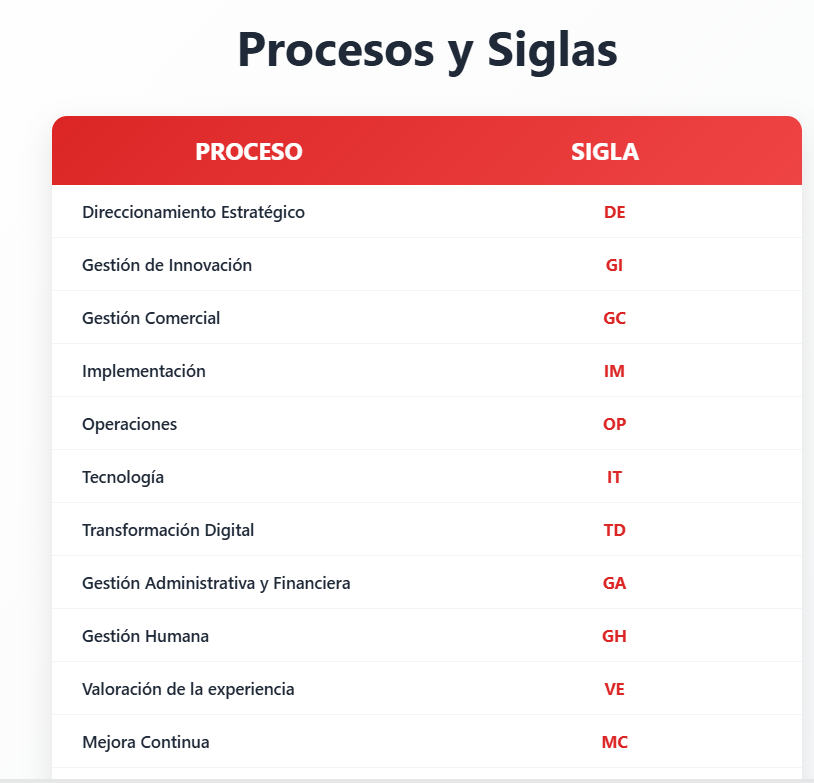 Procesos y Siglas
PROCESO SIGLA
Direccionamiento Estratégico DE
Gestión de Innovación GI
Gestión Comercial GC
Implementación IM
Operaciones OP
Tecnología IT
Transformación Digital TD
Gestión Administrativa y Financiera GA
Gestión Humana GH
Valoración de la experiencia VE
Mejora Continua MC